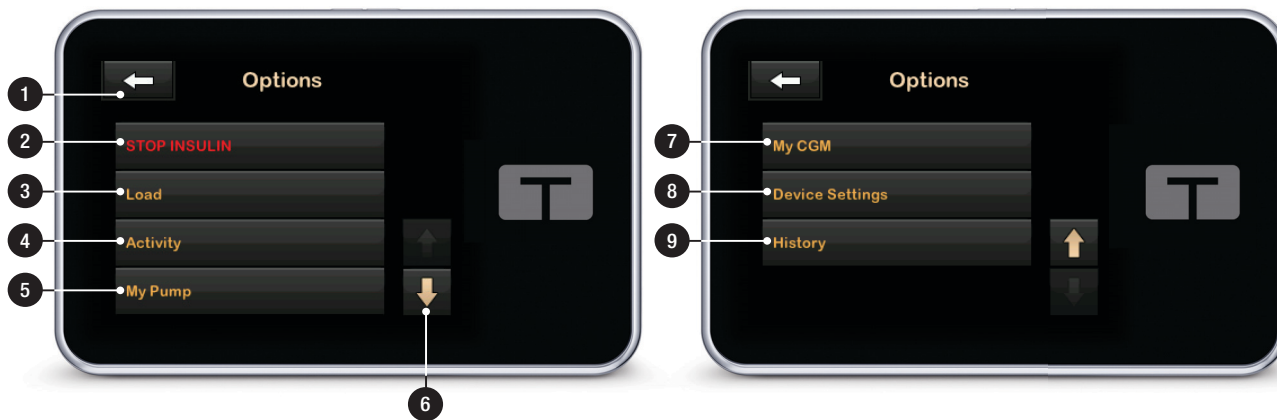 Options
1
2 STOP INSULIN
3 Load
4 Activity
5 My Pump
6
Options
7 My CGM
8 Device Settings
9 History